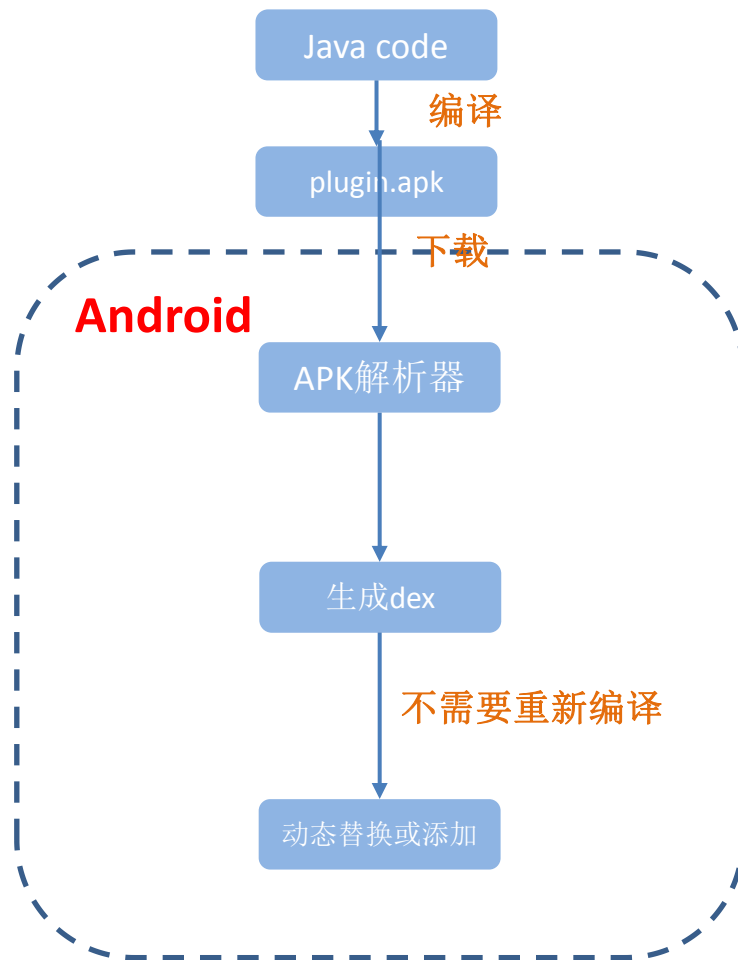 Java code
编译
plugin.apk
下载
Android
APK解析器
生成dex
不需要重新编译
动态替换或添加